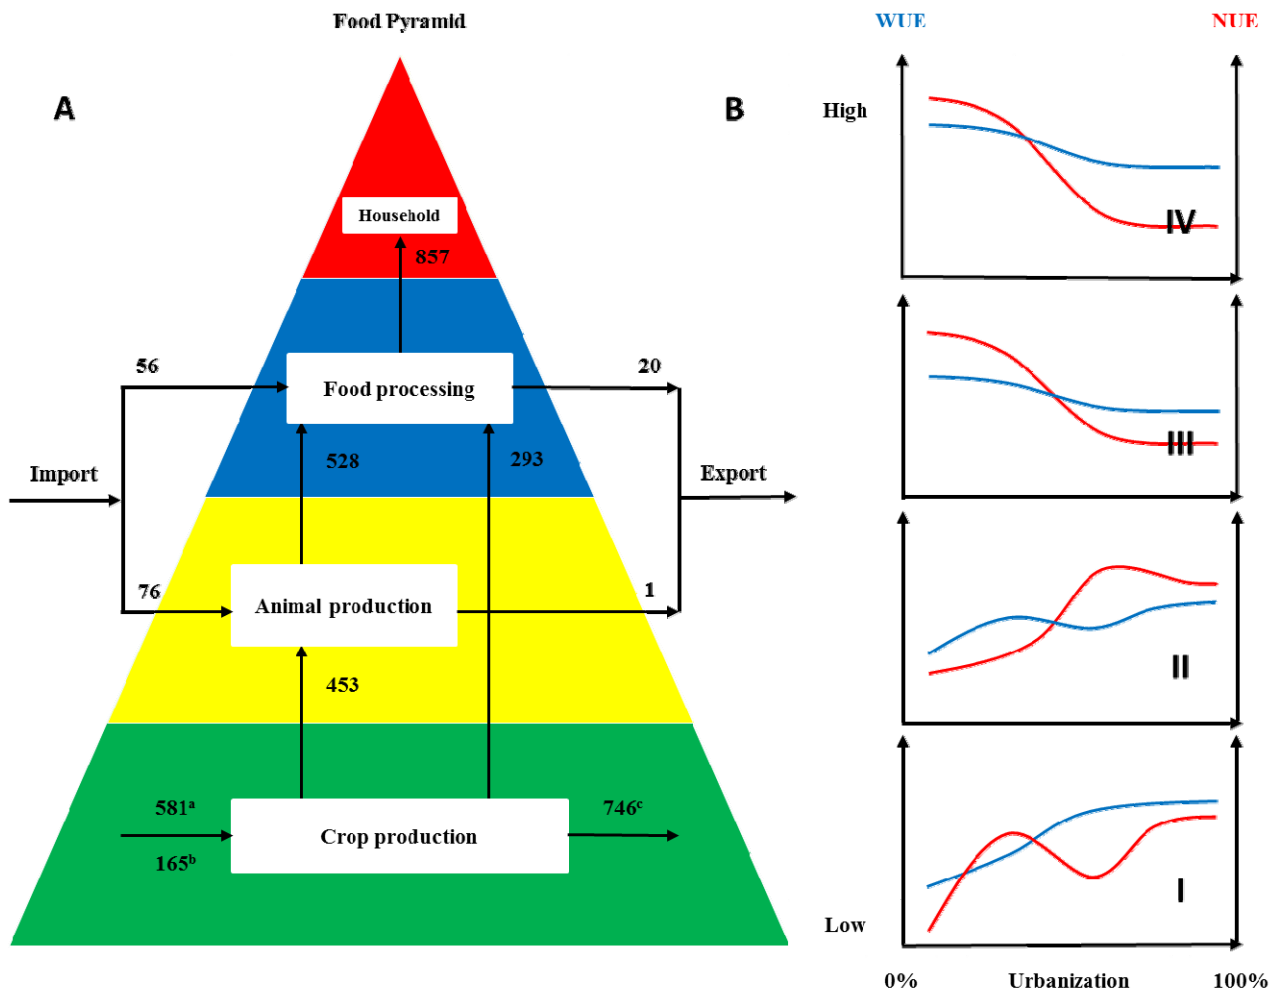 Food Pyramid
A
Household
857
56
20
Food processing
528
293
Import
Export
76
1
Animal production
453
581ᵃ
746ᶜ
Crop production
165ᵇ
WUE
NUE
B
High
IV
III
II
I
Low
0%
Urbanization
100%